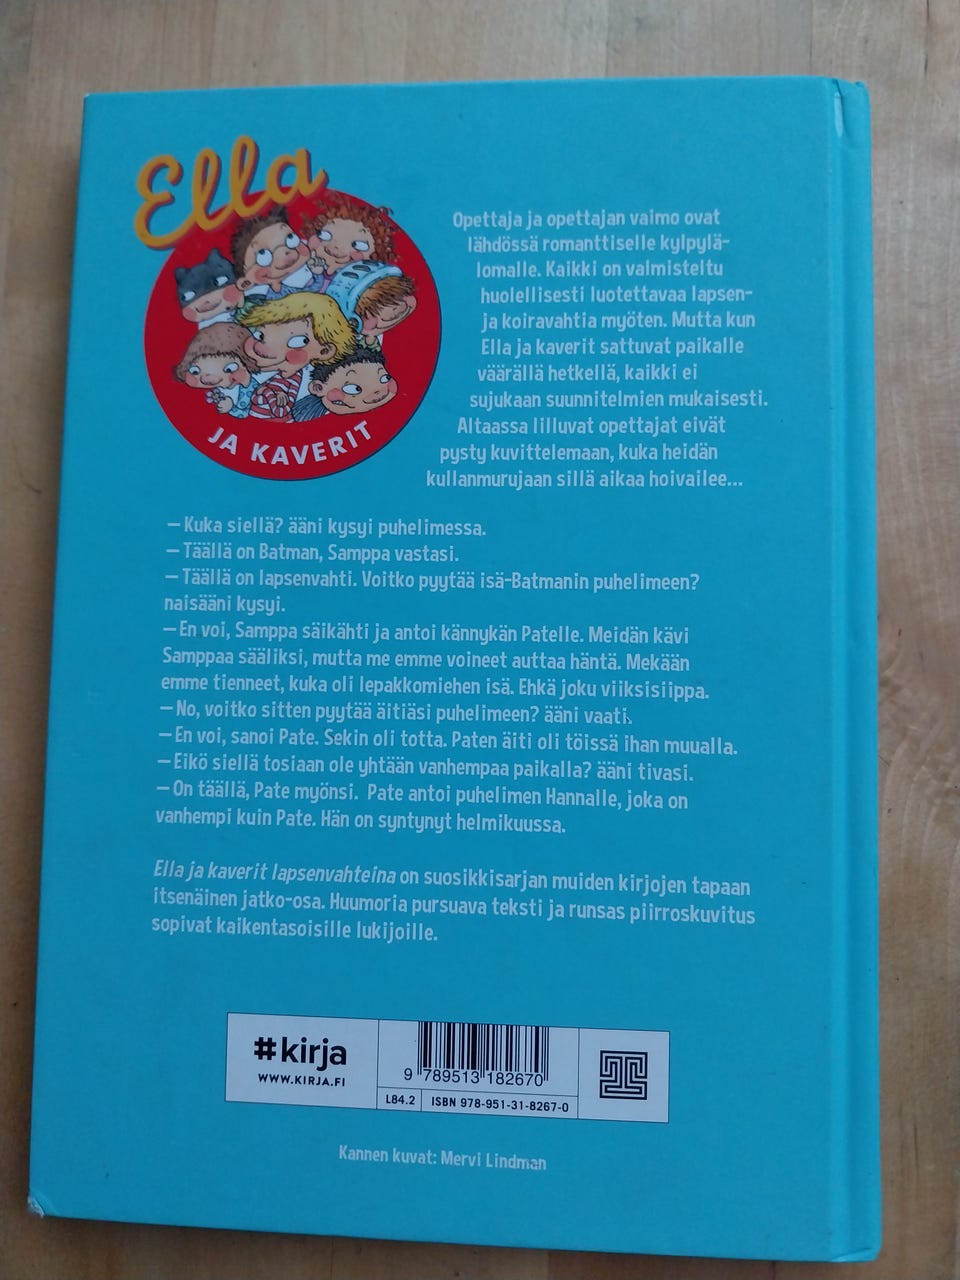 Ella
JA KAVERIT
Opettaja ja opettajan vaimo ovat
lähdössä romanttiselle kylpylä-
lomalle. Kaikki on valmisteltu
huolellisesti luotettavaa lapsen-
ja koiravahtia myöten. Mutta kun
Ella ja kaverit sattuvat paikalle
väärällä hetkellä, kaikki ei
sujukaan suunnitelmien mukaisesti.
Altaassa lilluvat opettajat eivät
pysty kuvittelemaan, kuka heidän
kullanmurujaan sillä aikaa hoivailee...
– Kuka siellä? ääni kysyi puhelimessa.
– Täällä on Batman, Samppa vastasi.
– Täällä on lapsenvahti. Voitko pyytää isä-Batmanin puhelimeen?
naisääni kysyi.
– En voi, Samppa säikähti ja antoi kännykän Patelle. Meidän kävi
Samppaa sääliksi, mutta me emme voineet auttaa häntä. Mekään
emme tienneet, kuka oli lepakkomiehen isä. Ehkä joku viiksisiippa.
– No, voitko sitten pyytää äitiäsi puhelimeen? ääni vaati.
– En voi, sanoi Pate. Sekin oli totta. Paten äiti oli töissä ihan muualla.
– Eikö siellä tosiaan ole yhtään vanhempaa paikalla? ääni tivasi.
– On täällä, Pate myönsi. Pate antoi puhelimen Hannalle, joka on
vanhempi kuin Pate. Hän on syntynyt helmikuussa.
Ella ja kaverit lapsenvahteina on suosikkisarjan muiden kirjojen tapaan
itsenäinen jatko-osa. Huumoria pursuava teksti ja runsas piirroskuvitus
sopivat kaikentasoisille lukijoille.
#kirja
WWW.KIRJA.FI
9 789513 182670
L84.2
ISBN 978-951-31-8267-0
Kannen kuvat: Mervi Lindman